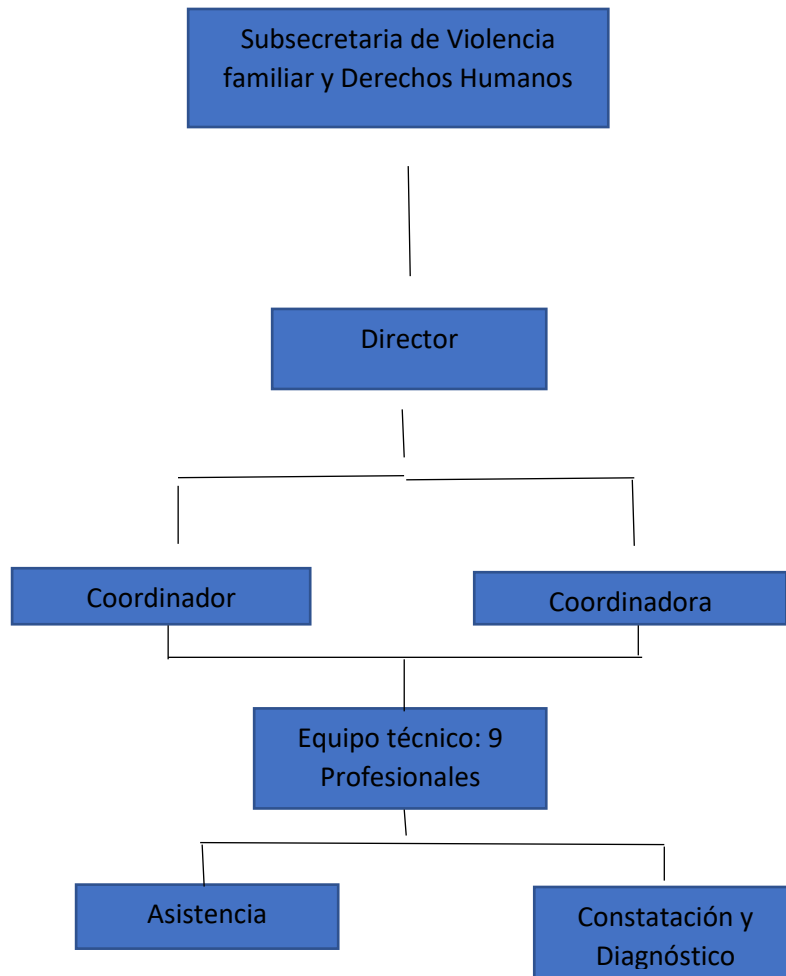 Subsecretaria de Violencia
familiar y Derechos Humanos
Director
Coordinador
Coordinadora
Equipo técnico: 9
Profesionales
Asistencia
Constatación y
Diagnóstico